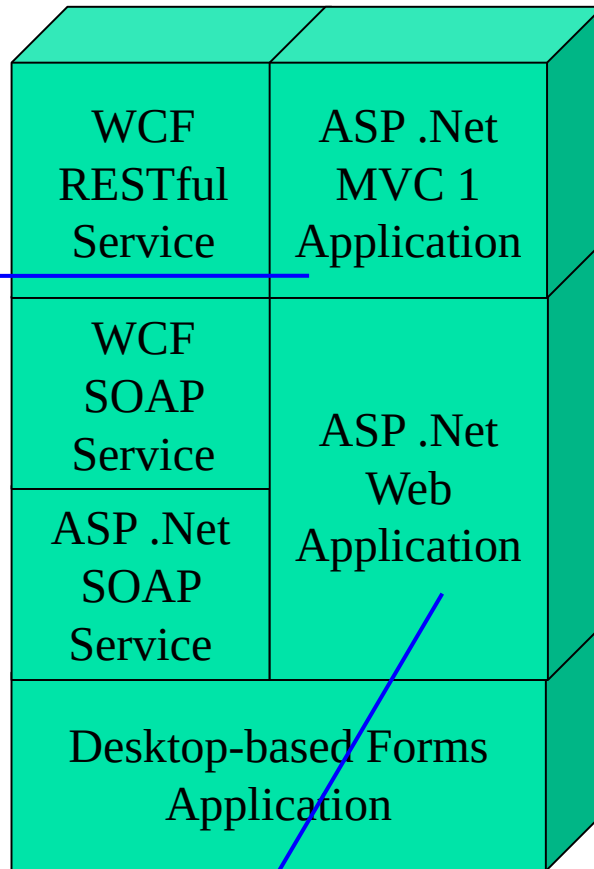 WCF
RESTful
Service
ASP .Net
MVC 1
Application
WCF
SOAP
Service
ASP .Net
SOAP
Service
ASP .Net
Web
Application
Desktop-based Forms
Application